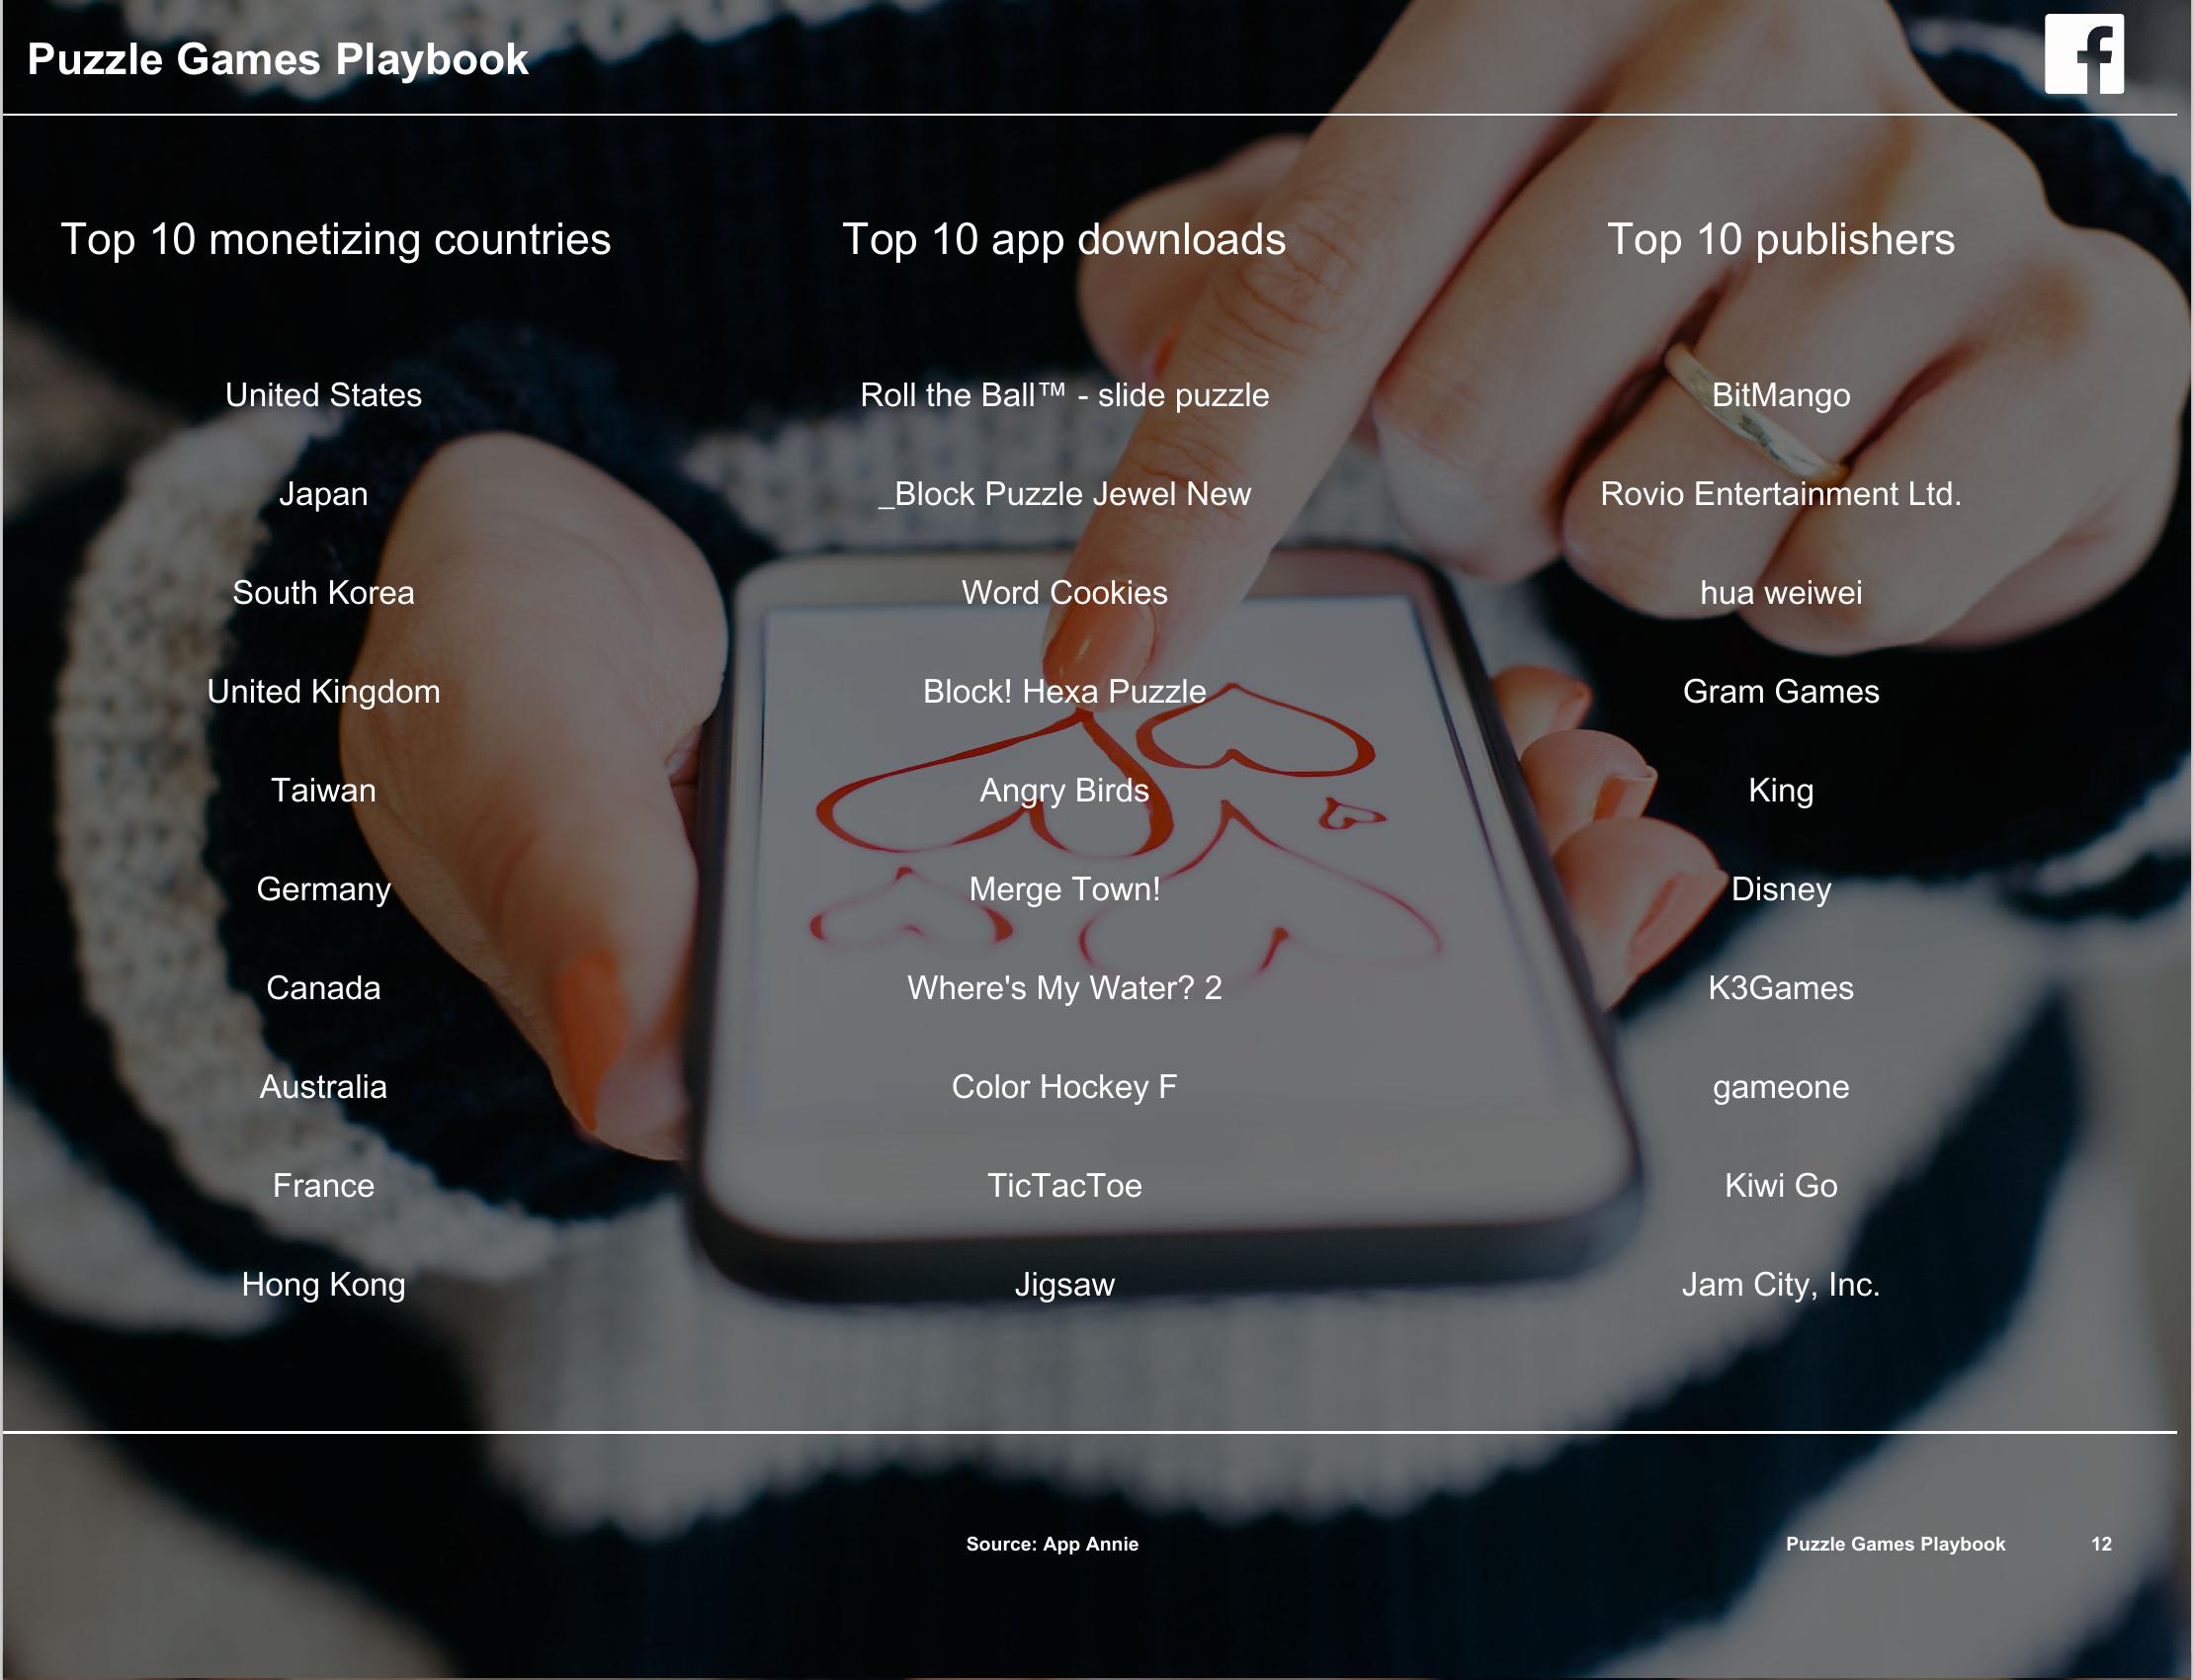 Puzzle Games Playbook
Top 10 monetizing countries
United States
Japan
South Korea
United Kingdom
Taiwan
Germany
Canada
Australia
France
Hong Kong
Top 10 app downloads
Roll the Ball™ - slide puzzle
_Block Puzzle Jewel New
Word Cookies
Block! Hexa Puzzle
Angry Birds
Merge Town!
Where's My Water? 2
Color Hockey F
TicTacToe
Jigsaw
Top 10 publishers
BitMango
Rovio Entertainment Ltd.
hua weiwei
Gram Games
King
Disney
K3Games
gameone
Kiwi Go
Jam City, Inc.
Source: App Annie
Puzzle Games Playbook 12